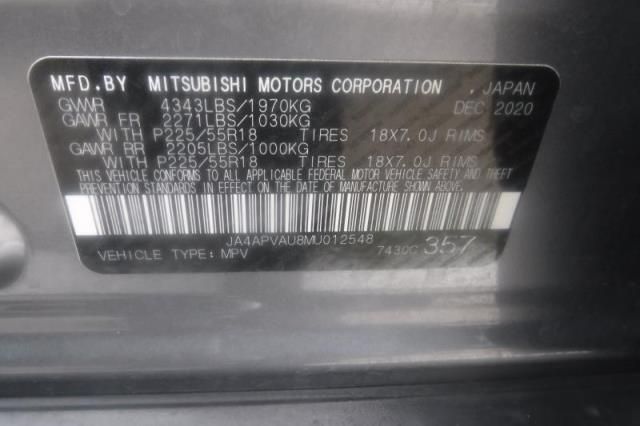 MFD.BY MITSUBISHI MOTORS CORPORATION , JAPAN
GVWR 4343LBS/1970KG DEC 2020
GAWR FR 2271LBS/1030KG
WITH P225/55R18 TIRES 18X7.0J RIMS
GAWR RR 2205LBS/1000KG
WITH P225/55R18 TIRES 18X7.0J RIMS
THIS VEHICLE CONFORMS TO ALL APPLICABLE FEDERAL MOTOR VEHICLE SAFETY AND THEFT
PREVENTION STANDARDS IN EFFECT ON THE DATE OF MANUFACTURE SHOWN ABOVE.
JA4APVAU8MU012548
VEHICLE TYPE: MPV 7430C 357